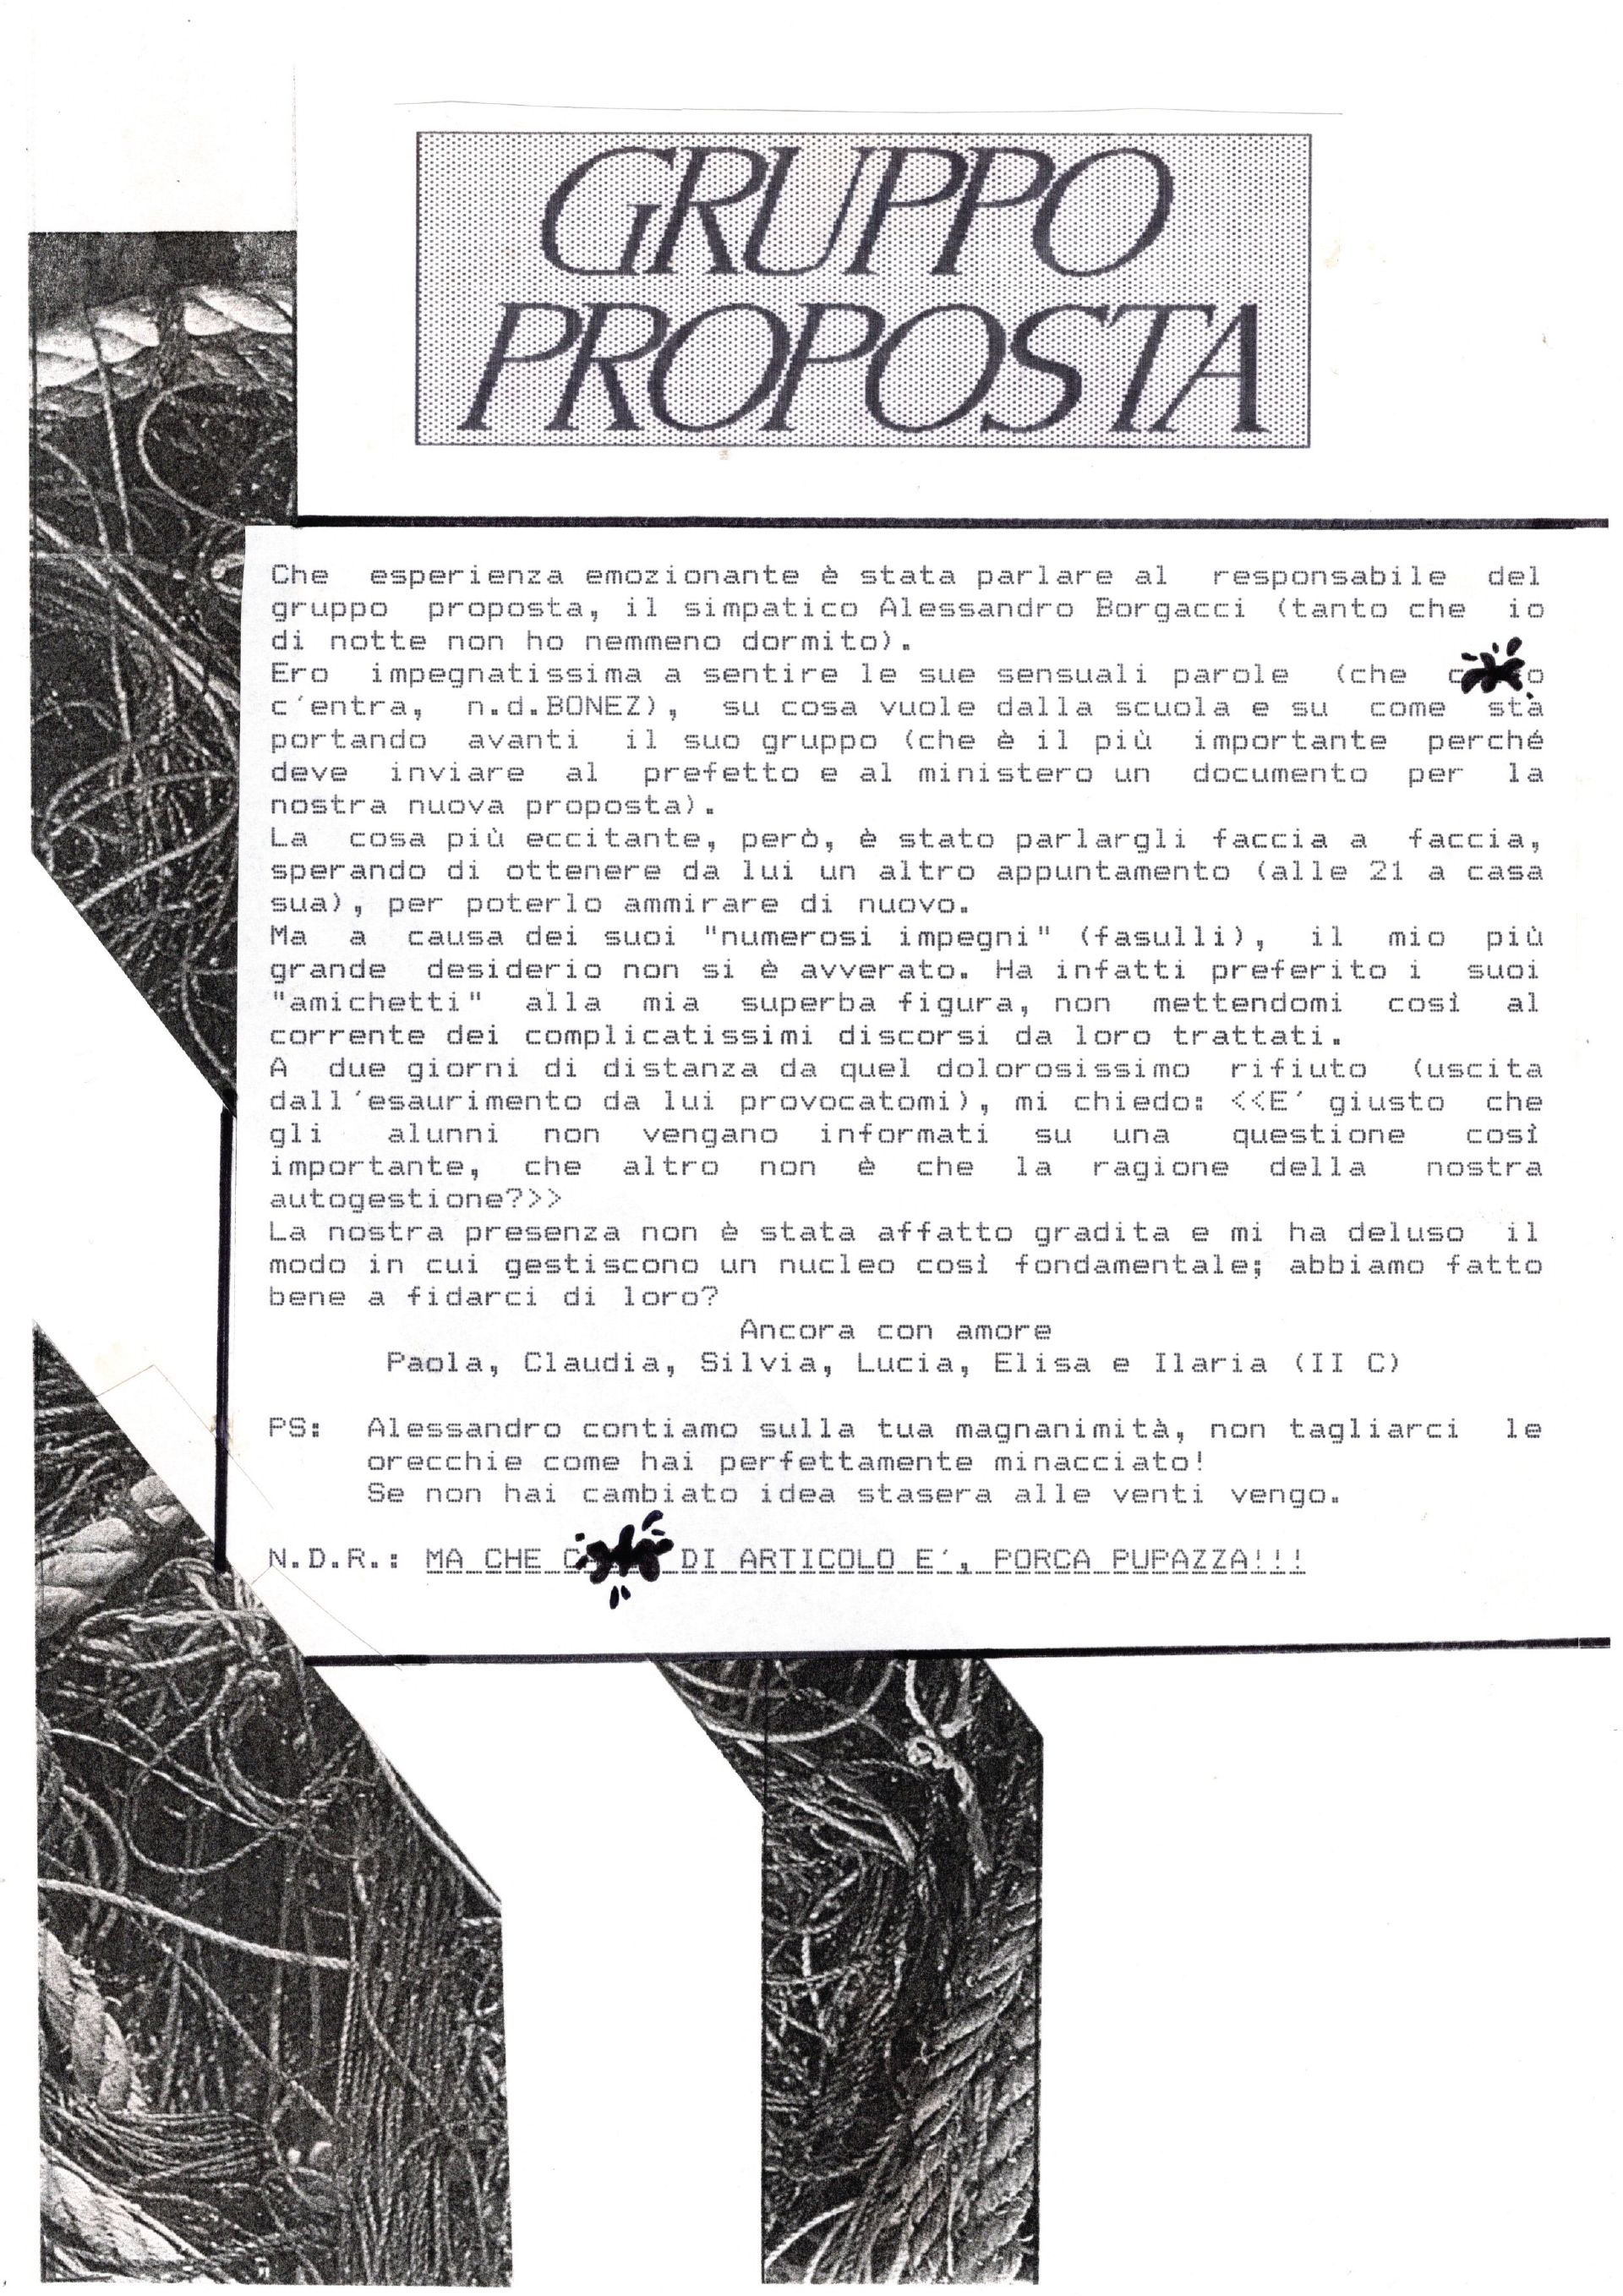 GRUPPO
PROPOSTA
Che esperienza emozionante è stata parlare al responsabile del
gruppo proposta, il simpatico Alessandro Borgacci (tanto che io
di notte non ho nemmeno dormito).
Ero impegnatissima a sentire le sue sensuali parole (che
c'entra, n.d.BONEZ), su cosa vuole dalla scuola e su come stà
portando avanti il suo gruppo (che è il più importante perché
deve inviare al prefetto e al ministero un documento per la
nostra nuova proposta).
La cosa più eccitante, però, è stato parlargli faccia a faccia,
sperando di ottenere da lui un altro appuntamento (alle 21 a casa
sua), per poterlo ammirare di nuovo.
Ma a causa dei suoi "numerosi impegni" (fasulli), il mio più
grande desiderio non si è avverato. Ha infatti preferito i suoi
"amichetti" alla mia superba figura, non mettendomi così al
corrente dei complicatissimi discorsi da loro trattati.
A due giorni di distanza da quel dolorosissimo rifiuto (uscita
dall'esaurimento da lui provocatomi), mi chiedo: <<E' giusto che
gli alunni non vengano informati su una questione così
importante, che altro non è che la ragione della nostra
autogestione?>>
La nostra presenza non è stata affatto gradita e mi ha deluso il
modo in cui gestiscono un nucleo così fondamentale; abbiamo fatto
bene a fidarci di loro?
Ancora con amore
Paola, Claudia, Silvia, Lucia, Elisa e Ilaria (II C)
PS: Alessandro contiamo sulla tua magnanimità, non tagliarci le
orecchie come hai perfettamente minacciato!
Se non hai cambiato idea stasera alle venti vengo.
N.D.R.: MA CHE DI ARTICOLO E', PORCA PUPAZZA!!!